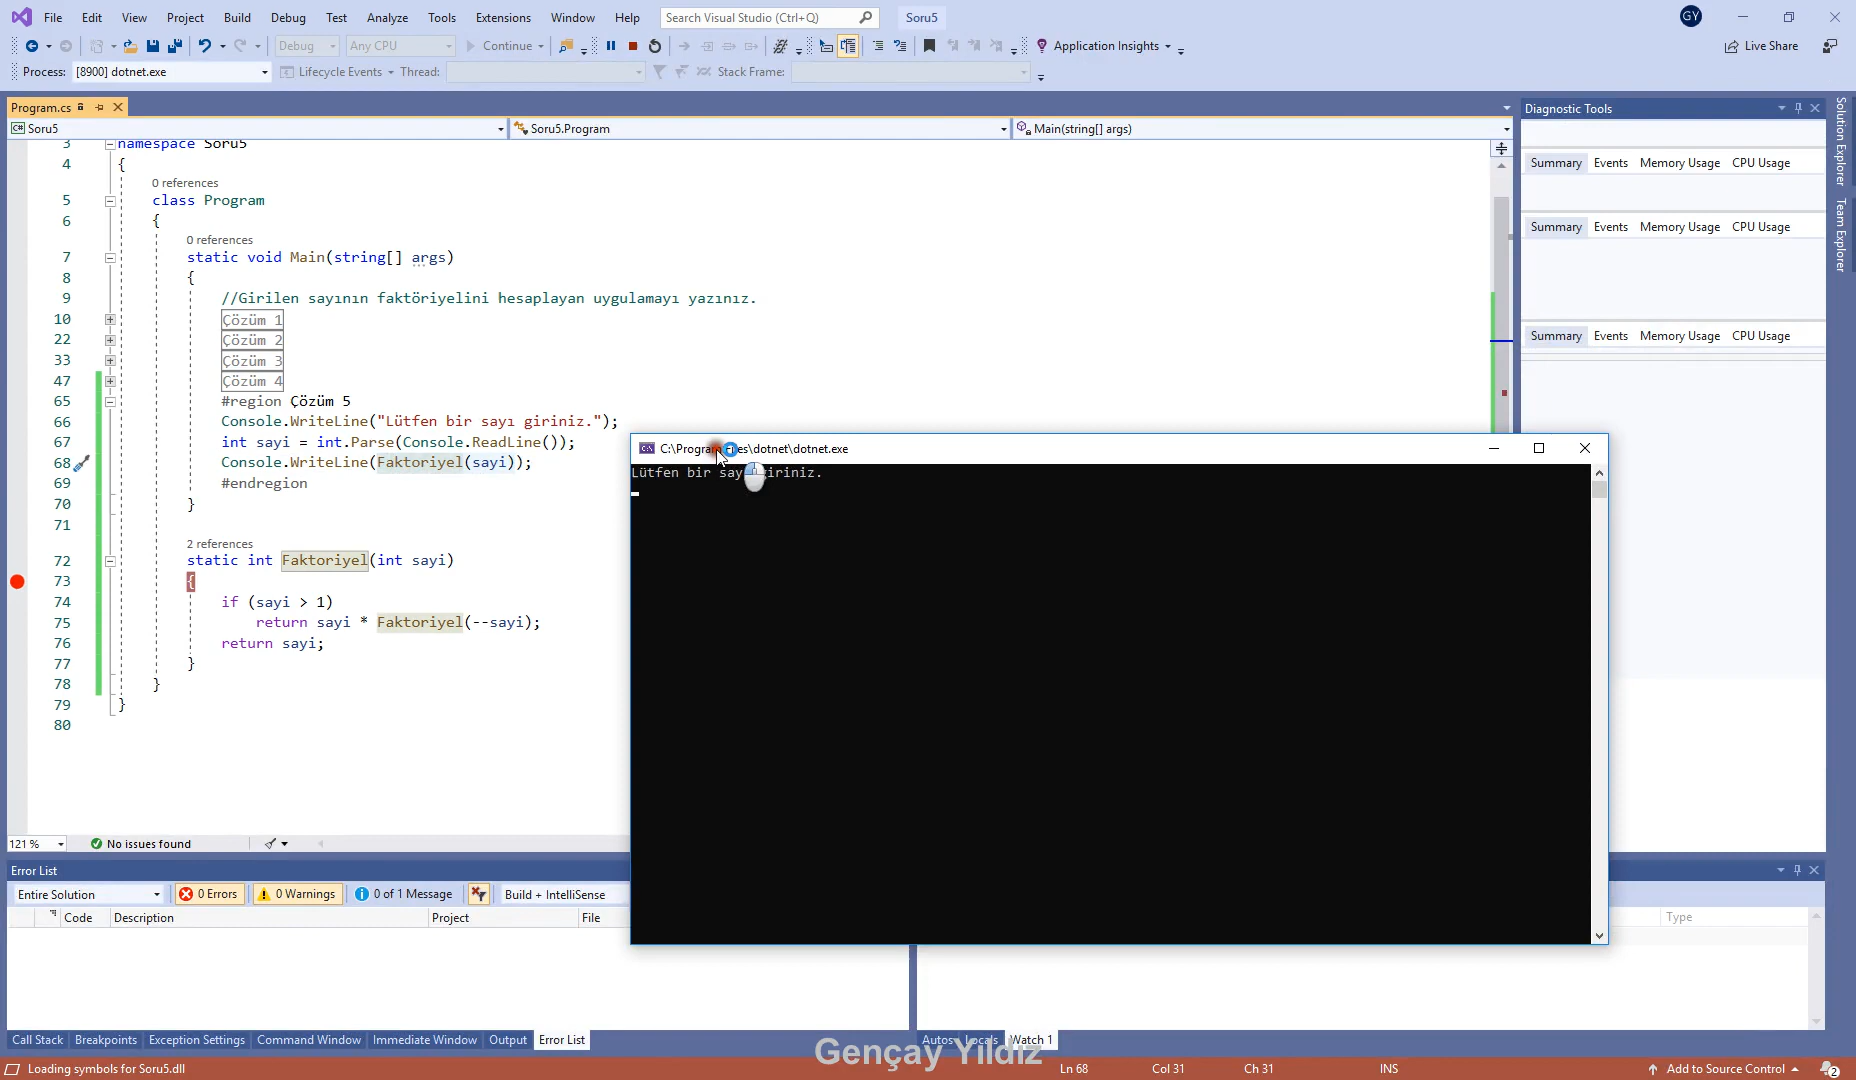 File Edit View Project Build Debug Test Analyze Tools Extensions Window Help Search Visual Studio (Ctrl+Q) Soru5 GY
Debug Any CPU Continue Application Insights Live Share
Process: [8900] dotnet.exe Lifecycle Events Thread: Stack Frame:
Program.cs
C# Soru5 Soru5.Program Main(string[] args)
3 namespace Soru5
4 {
0 references
5 class Program
6 {
0 references
7 static void Main(string[] args)
8 {
9 //Girilen sayının faktöriyelini hesaplayan uygulamayı yazınız.
10 Çözüm 1
22 Çözüm 2
33 Çözüm 3
47 Çözüm 4
65 #region Çözüm 5
66 Console.WriteLine("Lütfen bir sayı giriniz.");
67 int sayi = int.Parse(Console.ReadLine());
68 Console.WriteLine(Faktoriyel(sayi));
69 #endregion
70 }
71
2 references
72 static int Faktoriyel(int sayi)
73 {
74 if (sayi > 1)
75 return sayi * Faktoriyel(--sayi);
76 return sayi;
77 }
78 }
79 }
80
C:\Program Files\dotnet\dotnet.exe
Lütfen bir sayı giriniz.
Diagnostic Tools
Summary Events Memory Usage CPU Usage
Summary Events Memory Usage CPU Usage
Summary Events Memory Usage CPU Usage
Solution Explorer
Team Explorer
121 % No issues found
Error List
Entire Solution 0 Errors 0 Warnings 0 of 1 Message Build + IntelliSense
Code Description Project File
Type
Call Stack Breakpoints Exception Settings Command Window Immediate Window Output Error List
Autos Locals Watch 1
Gençay Yıldız
Loading symbols for Soru5.dll Ln 68 Col 31 Ch 31 INS Add to Source Control 2